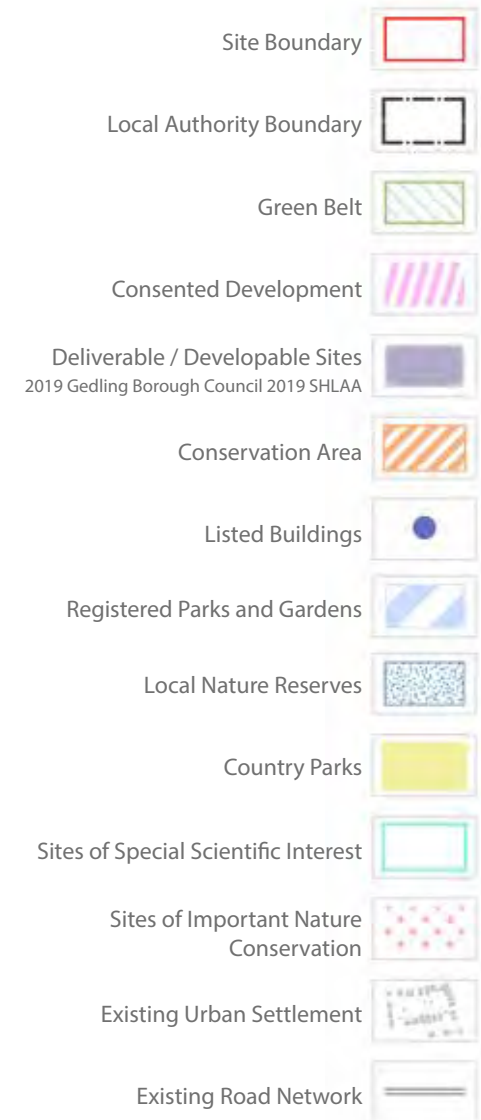 Site Boundary
Local Authority Boundary
Green Belt
Consented Development
Deliverable / Developable Sites
2019 Gedling Borough Council 2019 SHLAA
Conservation Area
Listed Buildings
Registered Parks and Gardens
Local Nature Reserves
Country Parks
Sites of Special Scientific Interest
Sites of Important Nature
Conservation
Existing Urban Settlement
Existing Road Network